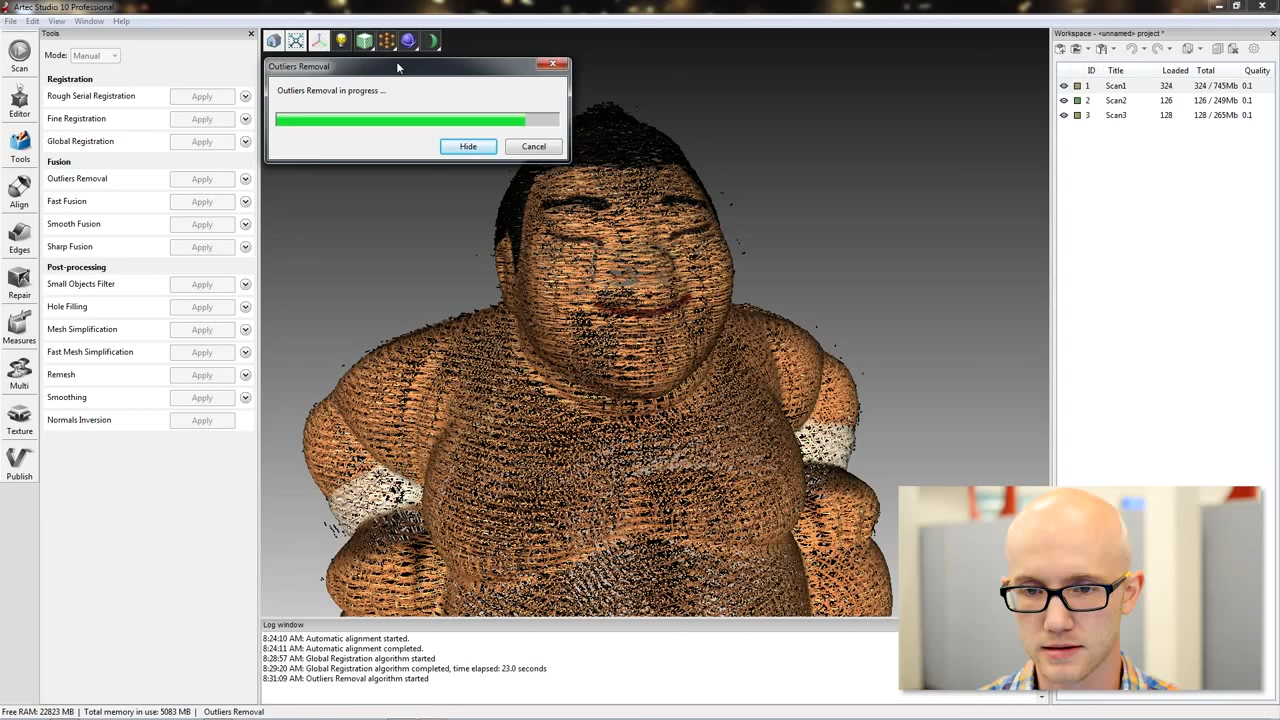 Artec Studio 10 Professional
File Edit View Window Help
Tools
Mode: Manual
Registration
Rough Serial Registration Apply
Fine Registration Apply
Global Registration Apply
Fusion
Outliers Removal Apply
Fast Fusion Apply
Smooth Fusion Apply
Sharp Fusion Apply
Post-processing
Small Objects Filter Apply
Hole Filling Apply
Mesh Simplification Apply
Fast Mesh Simplification Apply
Remesh Apply
Smoothing Apply
Normals Inversion Apply
Scan
Editor
Tools
Align
Edges
Repair
Measures
Multi
Texture
Publish
Outliers Removal
Outliers Removal in progress ...
Hide Cancel
Workspace - <unnamed> project *
ID Title Loaded Total Quality
1 Scan1 324 324 / 745Mb 0.1
2 Scan2 126 126 / 249Mb 0.1
3 Scan3 128 128 / 265Mb 0.1
Log window
8:24:10 AM: Automatic alignment started.
8:24:11 AM: Automatic alignment completed.
8:28:57 AM: Global Registration algorithm started
8:29:20 AM: Global Registration algorithm completed, time elapsed: 23.0 seconds
8:31:09 AM: Outliers Removal algorithm started
Free RAM: 22823 MB | Total memory in use: 5083 MB | Outliers Removal